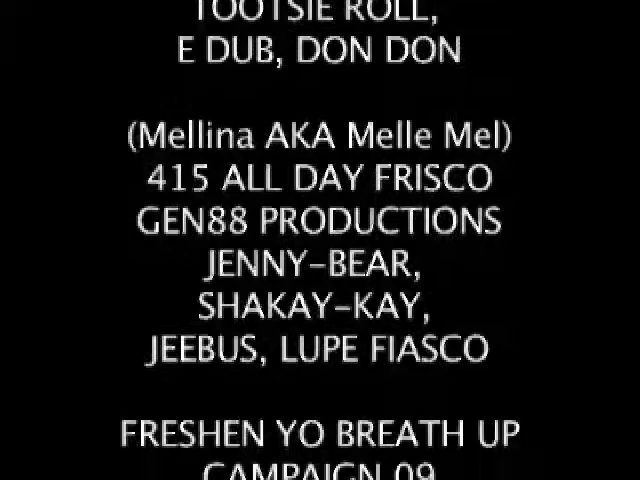 TOOTSIE ROLL,
E DUB, DON DON
(Mellina AKA Melle Mel)
415 ALL DAY FRISCO
GEN88 PRODUCTIONS
JENNY-BEAR,
SHAKAY-KAY,
JEEBUS, LUPE FIASCO
FRESHEN YO BREATH UP
CAMPAIGN 09